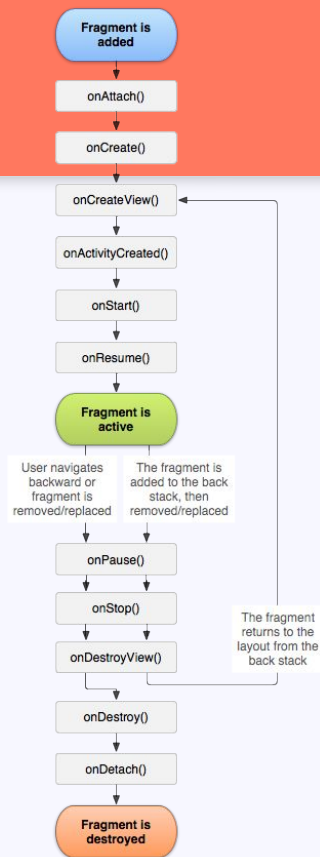 Fragment is
added
onAttach()
onCreate()
onCreateView()
onActivityCreated()
onStart()
onResume()
Fragment is
active
User navigates
backward or
fragment is
removed/replaced
The fragment is
added to the back
stack, then
removed/replaced
onPause()
onStop()
onDestroyView()
The fragment
returns to the
layout from the
back stack
onDestroy()
onDetach()
Fragment is
destroyed